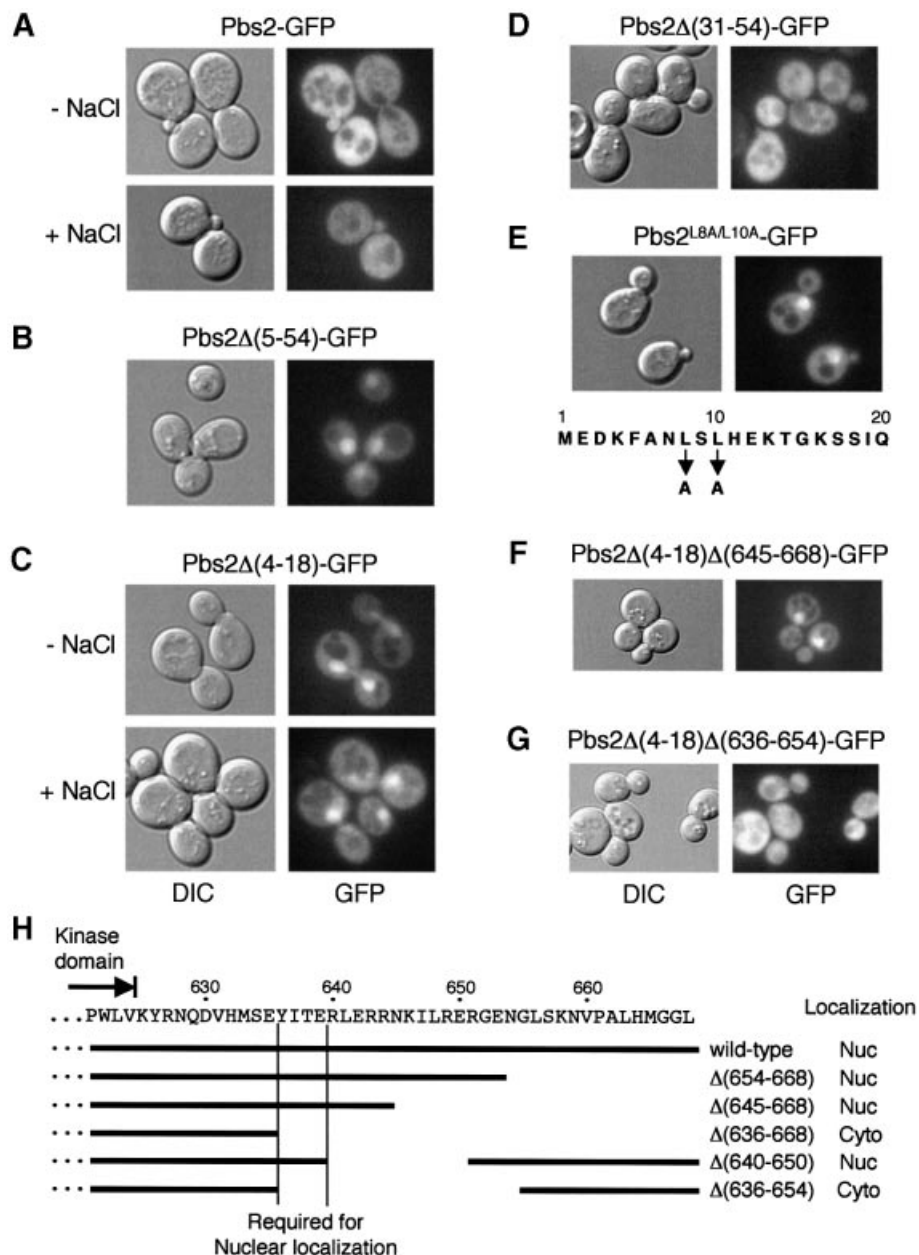 A
Pbs2-GFP
- NaCl
+ NaCl
B
Pbs2Δ(5-54)-GFP
C
Pbs2Δ(4-18)-GFP
- NaCl
+ NaCl
DIC GFP
D
Pbs2Δ(31-54)-GFP
E
Pbs2L8A/L10A-GFP
1 10 20
M E D K F A N L S L H E K T G K S S I Q
A A
F
Pbs2Δ(4-18)Δ(645-668)-GFP
G
Pbs2Δ(4-18)Δ(636-654)-GFP
DIC GFP
H
Kinase
domain
630 640 650 660
...PWLVKYRNQDVHMSEYITERLERRNKILRERGENGLSKNVPALHMGGL
Localization
... wild-type Nuc
... Δ(654-668) Nuc
... Δ(645-668) Nuc
... Δ(636-668) Cyto
... Δ(640-650) Nuc
... Δ(636-654) Cyto
Required for
Nuclear localization